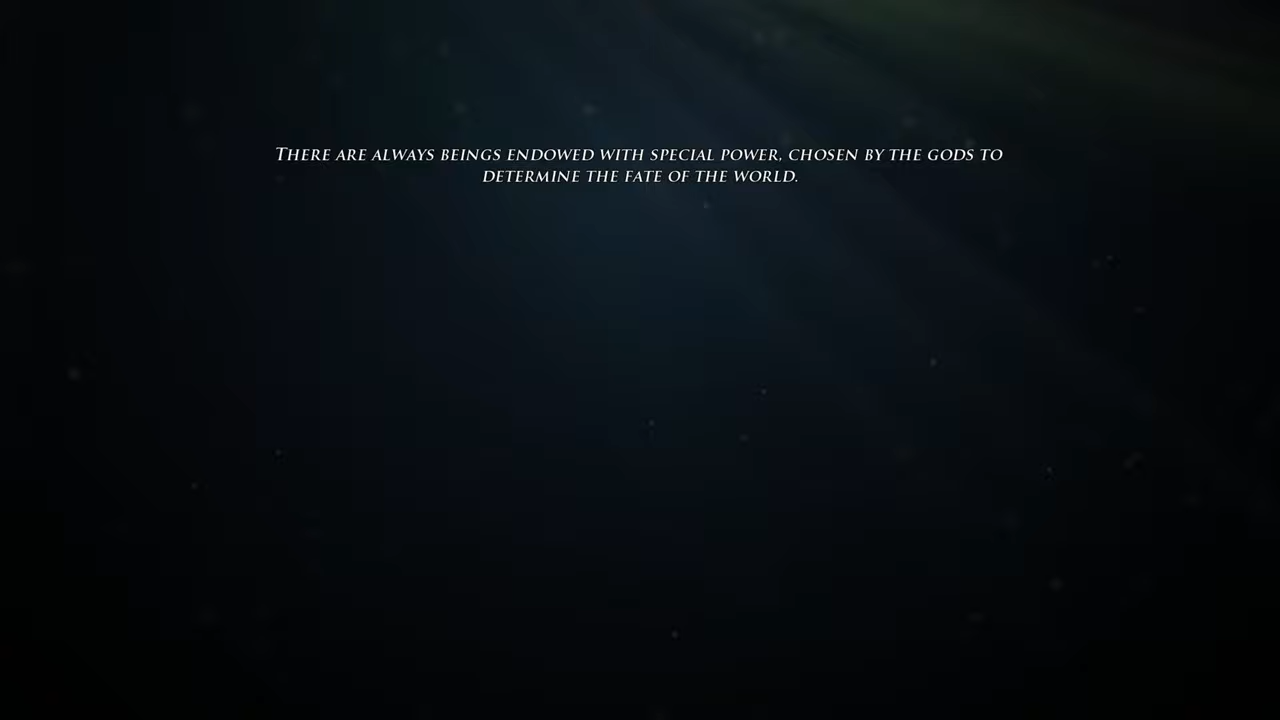 There are always beings endowed with special power, chosen by the gods to
determine the fate of the world.